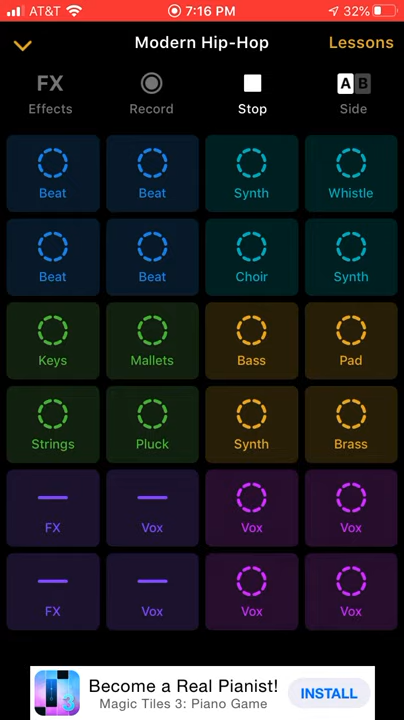 AT&T 7:16 PM 32%
Modern Hip-Hop Lessons
FX A B
Effects Record Stop Side
Beat Beat Synth Whistle
Beat Beat Choir Synth
Keys Mallets Bass Pad
Strings Pluck Synth Brass
FX Vox Vox Vox
FX Vox Vox Vox
3
Become a Real Pianist!
Magic Tiles 3: Piano Game
INSTALL